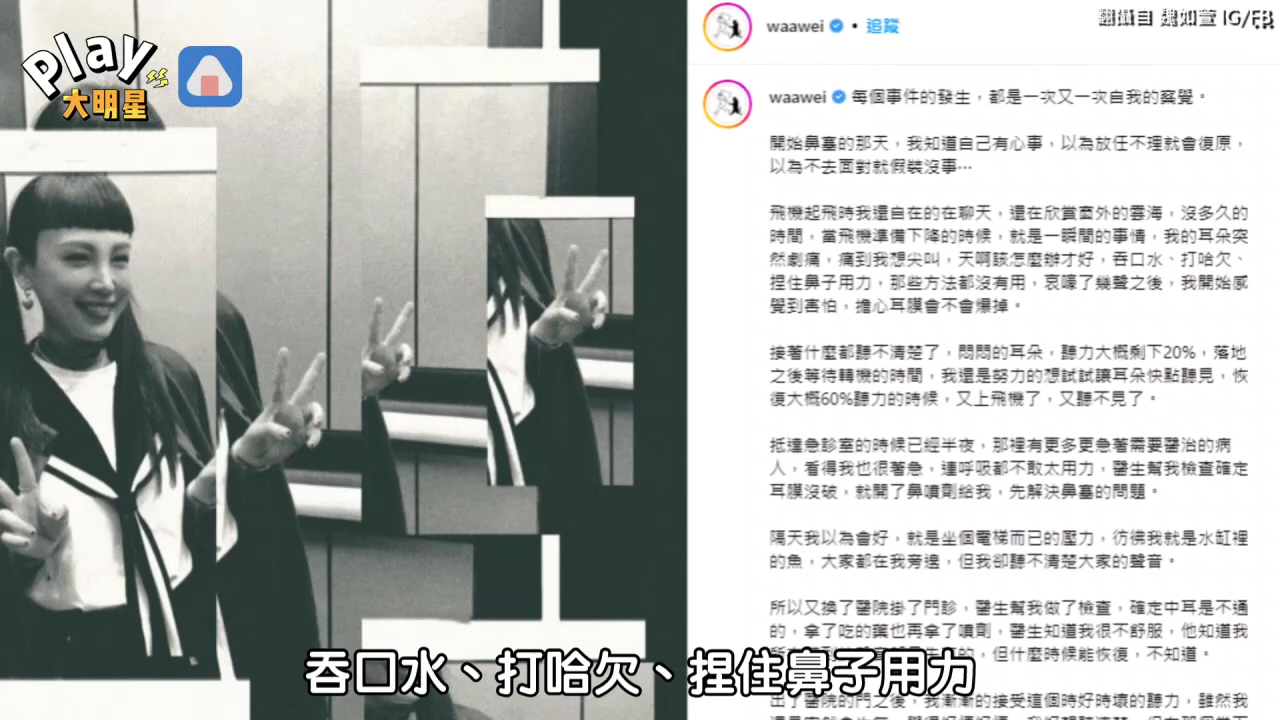 Play
大明星
翻攝自 魏如萱 IG/FB
waawei • 追蹤
waawei 每個事件的發生，都是一次又一次自我的察覺。
開始鼻塞的那天，我知道自己有心事，以為放任不理就會復原，
以為不去面對就假裝沒事⋯
飛機起飛時我還自在的在聊天，還在欣賞窗外的雲海，沒多久的
時間，當飛機準備下降的時候，就是一瞬間的事情，我的耳朵突
然劇痛，痛到我想尖叫，天啊該怎麼辦才好，吞口水、打哈欠、
捏住鼻子用力，那些方法都沒有用，哀嚎了幾聲之後，我開始感
覺到害怕，擔心耳膜會不會爆掉。
接著什麼都聽不清楚了，悶悶的耳朵，聽力大概剩下20%，落地
之後等待轉機的時間，我還是努力的想試試讓耳朵快點聽見，恢
復大概60%聽力的時候，又上飛機了，又聽不見了。
抵達急診室的時候已經半夜，那裡有更多更急著需要醫治的病
人，看得我也很著急，連呼吸都不敢太用力，醫生幫我檢查確定
耳膜沒破，就開了鼻噴劑給我，先解決鼻塞的問題。
隔天我以為會好，就是坐個電梯而已的壓力，彷彿我就是水缸裡
的魚，大家都在我旁邊，但我卻聽不清楚大家的聲音。
所以又換了醫院掛了門診，醫生幫我做了檢查，確定中耳是不通
的，拿了吃的藥也再拿了噴劑，醫生知道我很不舒服，他知道我
的，但什麼時候能恢復，不知道。
出了醫院的門之後，我漸漸的接受這個時好時壞的聽力，雖然我
吞口水、打哈欠、捏住鼻子用力